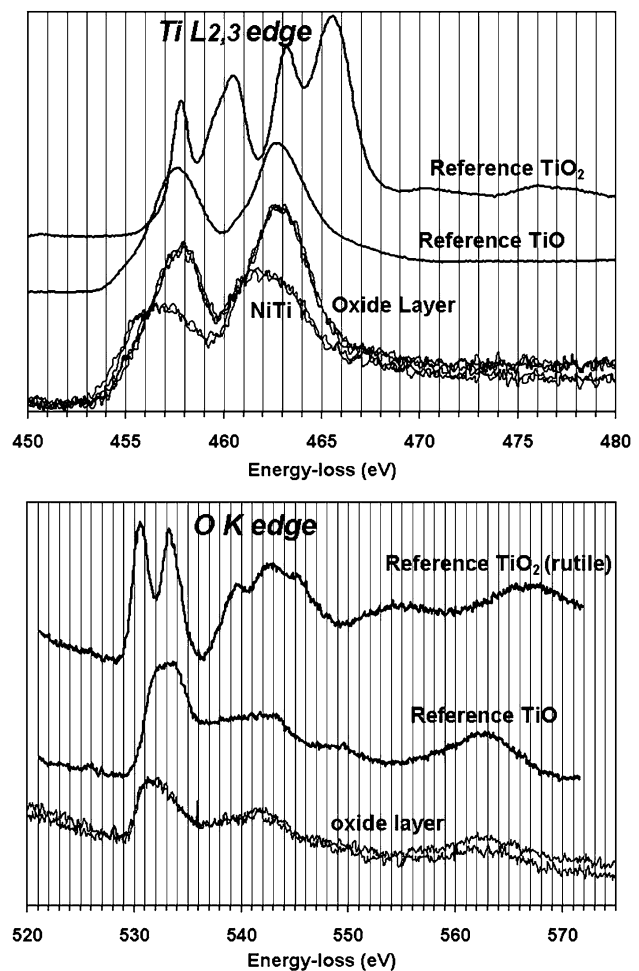 Ti L2,3 edge
Reference TiO2
Reference TiO
NiTi
Oxide Layer
450 455 460 465 470 475 480
Energy-loss (eV)
O K edge
Reference TiO2 (rutile)
Reference TiO
oxide layer
520 530 540 550 560 570
Energy-loss (eV)